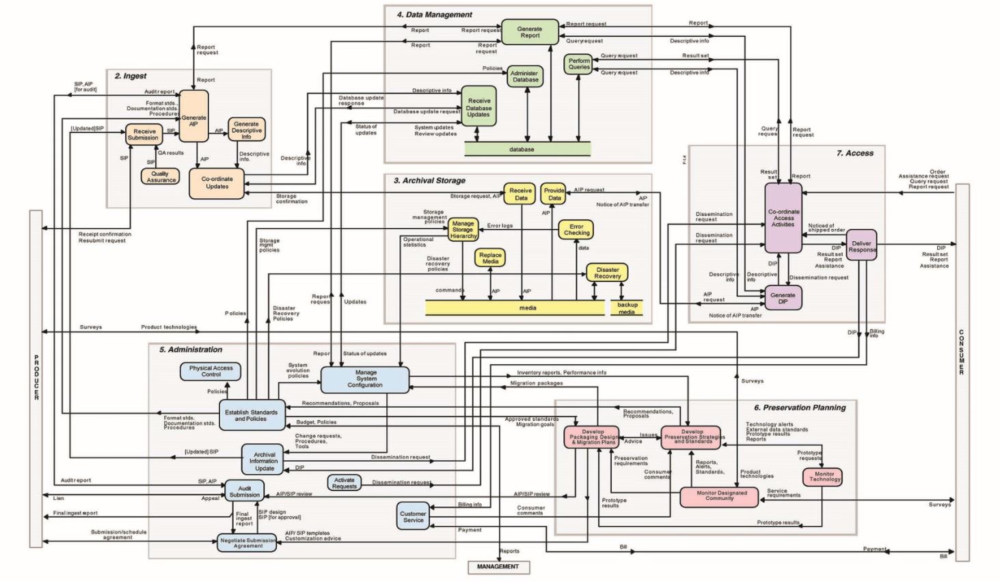 4. Data Management
Generate
Report
Report request
Report
Report
Report request
Report
request
Report
Queryrequest
Descriptive info
Report
request
Perform
Queries
Query request
Result set
Query request
Descriptive info
Policies
Administer
Database
Descriptive info
Receive
Database
Updates
Database update
response
Database update request
Status of
updates
System updates
Review updates
database
2. Ingest
SIP, AIP
[for audit]
Audit report
Report
Format stds.,
Documentation stds.
Procedures
Generate
AIP
[Updated]SIP
Receive
Submission
SIP
AIP
Generate
Descriptive
Info
QA results
SIP
SIP
AIP
Descriptive
info.
Descriptive
info.
Quality
Assurance
Co-ordinate
Updates
Storage
confirmation
Receipt confirmation
Resubmit request
3. Archival Storage
Storage request, AIP
Receive
Data
Provide
Data
AIP request
AIP
Notice of AIP transfer
AIP
Storage
management
policies
Manage
Storage
Hierarchy
Error logs
Error
Checking
Operational
statistics
data
Replace
Media
Disaster
recovery
policies
Disaster
Recovery
commands
AIP
AIP
media
backup
media
Storage
mgmt
policies
Policies
Disaster
Recovery
Policies
Report
request
Updates
7. Access
F-1.4
Query
request
Report
request
Result
set
Report
Order
Assistance request
Query request
Report request
Co-ordinate
Access
Activities
Dissemination
request
Dissemination
request
Noticed of
shipped order
DIP
Result set
Report
Assistance
Deliver
Response
DIP
Result set
Report
Assistance
DIP
Descriptive
info
Descriptive
info
Dissemination request
AIP
request
Generate
DIP
AIP
Notice of AIP transfer
DIP
Billing
info
Surveys
Product technologies
PRODUCER
CONSUMER
5. Administration
Physical Access
Control
Policies
System
evolution
policies
Report
Status of updates
Manage
System
Configuration
Inventory reports, Performance info
Migration packages
Surveys
Establish Standards
and Policies
Format stds.
Documentation stds.
Procedures
Recommendations, Proposals
Budget, Policies
Approved standards
Migration goals
Change requests,
Procedures,
Tools
[Updated] SIP
Archival
Information
Update
Dissemination request
DIP
Activate
Requests
Dissemination request
Audit report
SIP, AIP
Audit
Submission
Lien
Appeal
AIP/SIP review
AIP/SIP review
Final ingest report
Final
ingest
report
SIP design
SIP [for approval]
Submission/schedule
agreement
Negotiate Submission
Agreement
AIP/ SIP templates
Customization advice
Customer
Service
Billing info
Consumer
comments
Payment
Reports
MANAGEMENT
6. Preservation Planning
Recommendations,
Proposals
Develop
Packaging Design
& Migration Plans
Issues
Advice
Develop
Preservation Strategies
and Standards
Technology alerts
External data standards
Prototype results
Reports
Prototype
requests
Preservation
requirements
Consumer
comments
Reports,
Alerts,
Standards,
Product
technologies
Monitor
Technology
Monitor Designated
Community
Service
requirements
Surveys
Prototype
results
Prototype results
Bill
Payment
Bill